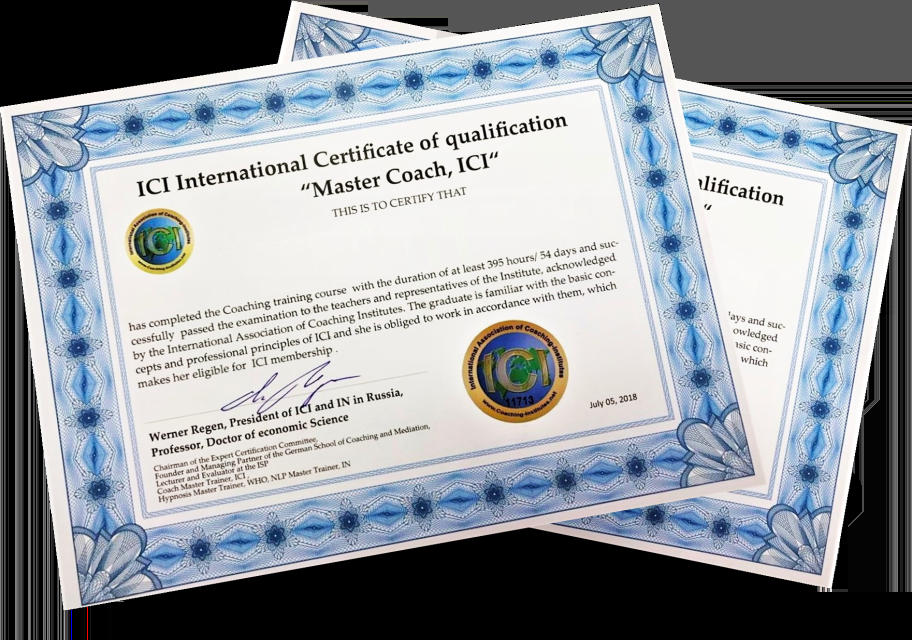 ICI International Certificate of qualification
“Master Coach, ICI“
THIS IS TO CERTIFY THAT
International Association of Coaching-Institutes
ICI
www.Coaching-Institutes.net
has completed the Coaching training course with the duration of at least 395 hours/ 54 days and suc-
cessfully passed the examination to the teachers and representatives of the Institute, acknowledged
by the International Association of Coaching Institutes. The graduate is familiar with the basic con-
cepts and professional principles of ICI and she is obliged to work in accordance with them, which
makes her eligible for ICI membership .
Werner Regen, President of ICI and IN in Russia,
Professor, Doctor of economic Science
Chairman of the Expert Certification Committee,
Founder and Managing Partner of the German School of Coaching and Mediation,
Lecturer and Evaluator at the ISP
Coach Master Trainer, ICI
Hypnosis Master Trainer, WHO, NLP Master Trainer, IN
International Association of Coaching-Institutes
ICI
11713
www.Coaching-Institutes.net
July 05, 2018
lification
“
lays and suc-
owledged
asic con-
which